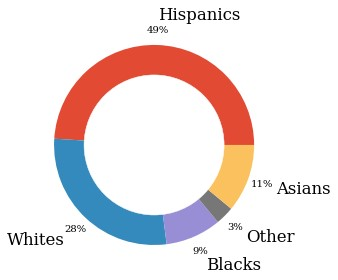 Hispanics
49%
11%
Asians
28%
3%
Whites
Other
9%
Blacks